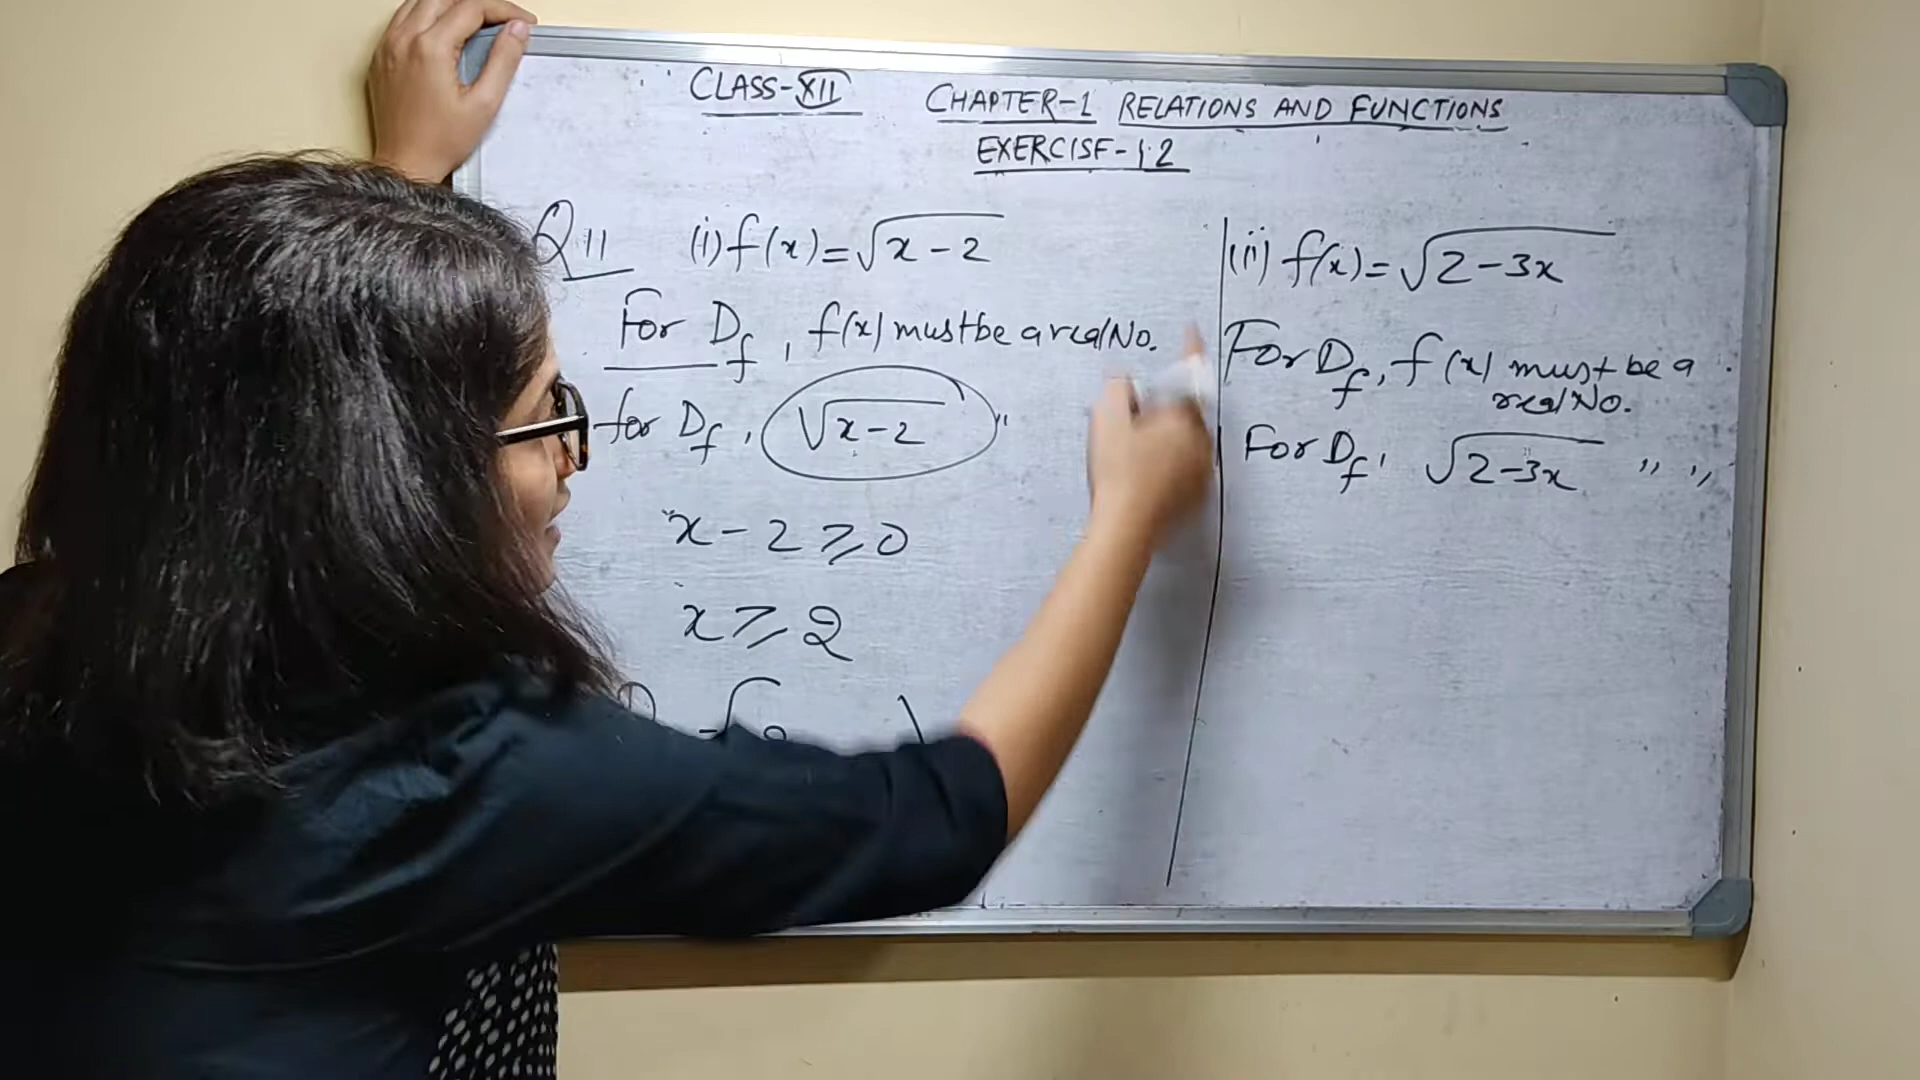 CLASS-XII
CHAPTER-1 RELATIONS AND FUNCTIONS
EXERCISE-1.2
Q11 (i) f(x)=√x-2
For Df, f(x) must be a real No.
for Df, √x-2 "
x-2≥0
x≥2
(ii) f(x)=√2-3x
For Df, f(x) must be a
real No.
For Df, √2-3x " "